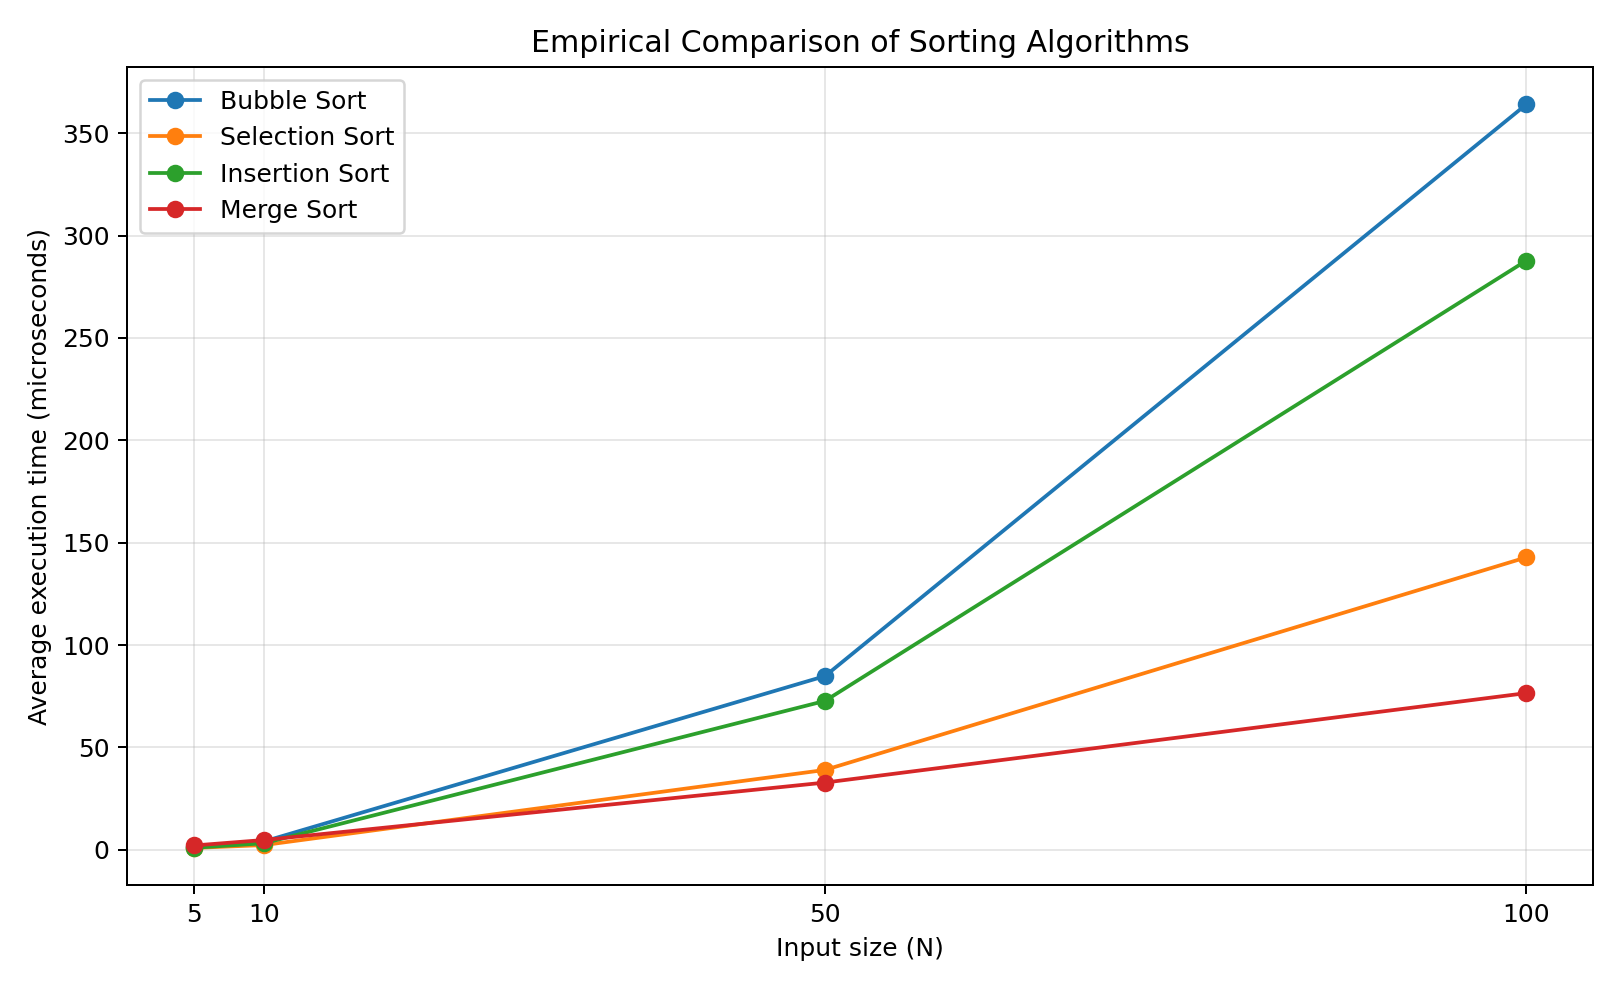 Empirical Comparison of Sorting Algorithms
Bubble Sort
Selection Sort
Insertion Sort
Merge Sort
Average execution time (microseconds)
350
300
250
200
150
100
50
0
5 10 50 100
Input size (N)